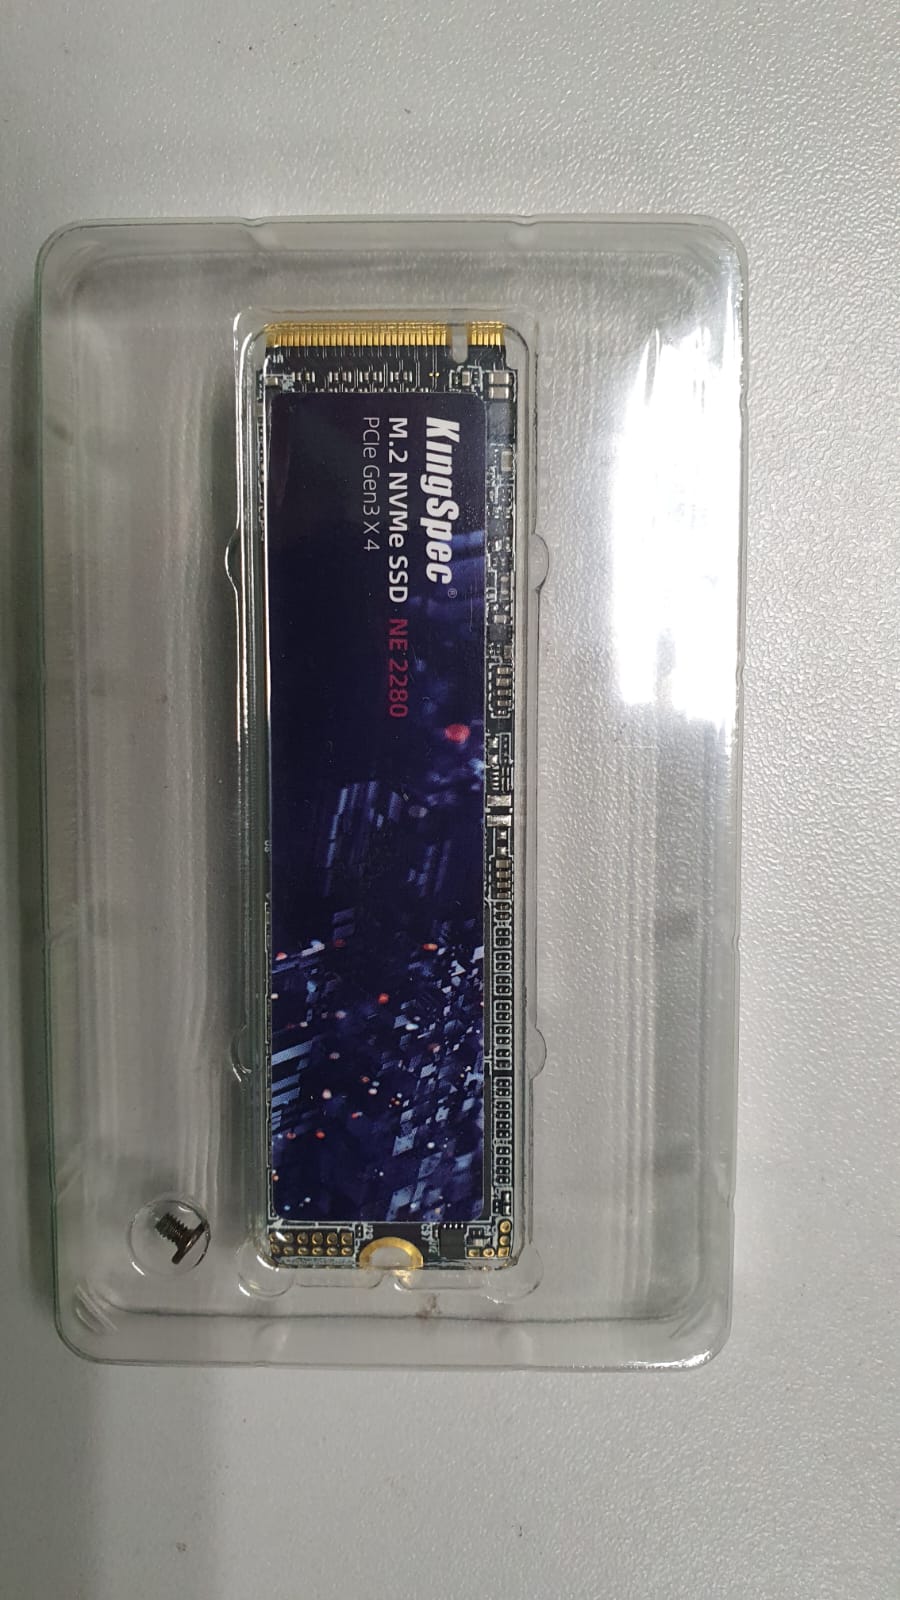 KingSpec®
M.2 NVMe SSD NE 2280
PCIe Gen3 X 4